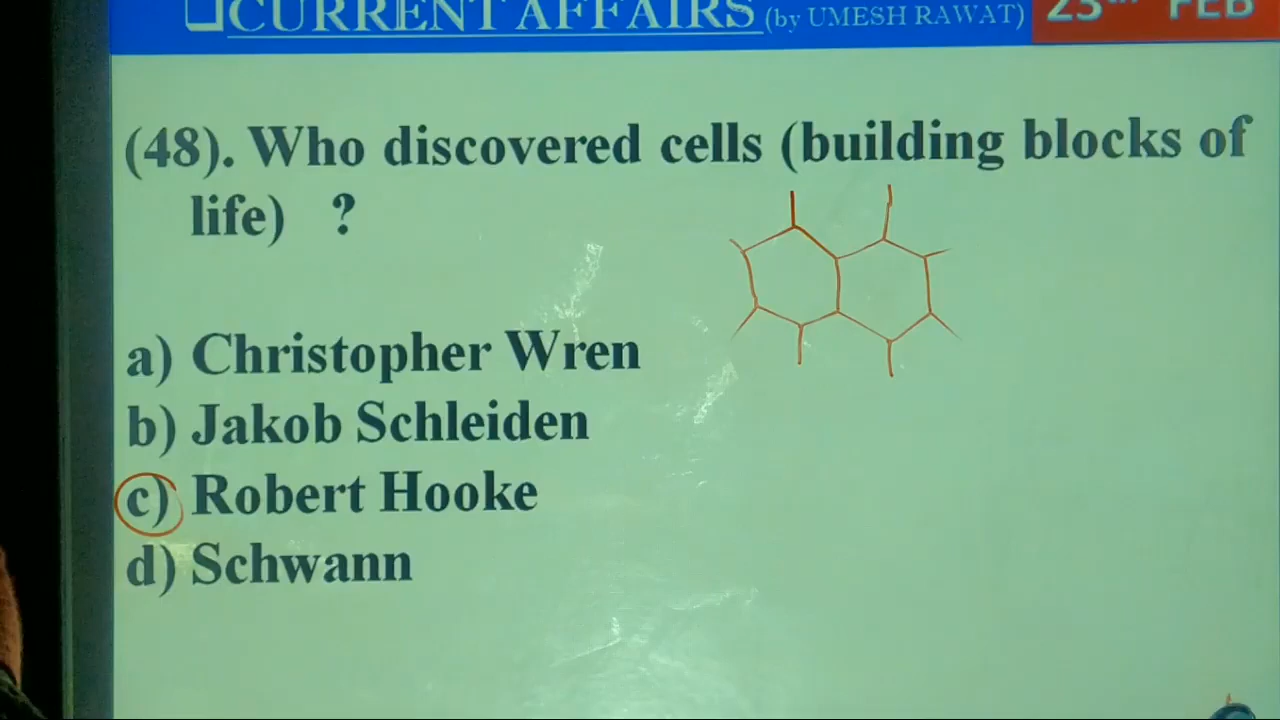 CURRENT AFFAIRS (by UMESH RAWAT) 23 FEB
(48). Who discovered cells (building blocks of
life) ?
a) Christopher Wren
b) Jakob Schleiden
c) Robert Hooke
d) Schwann